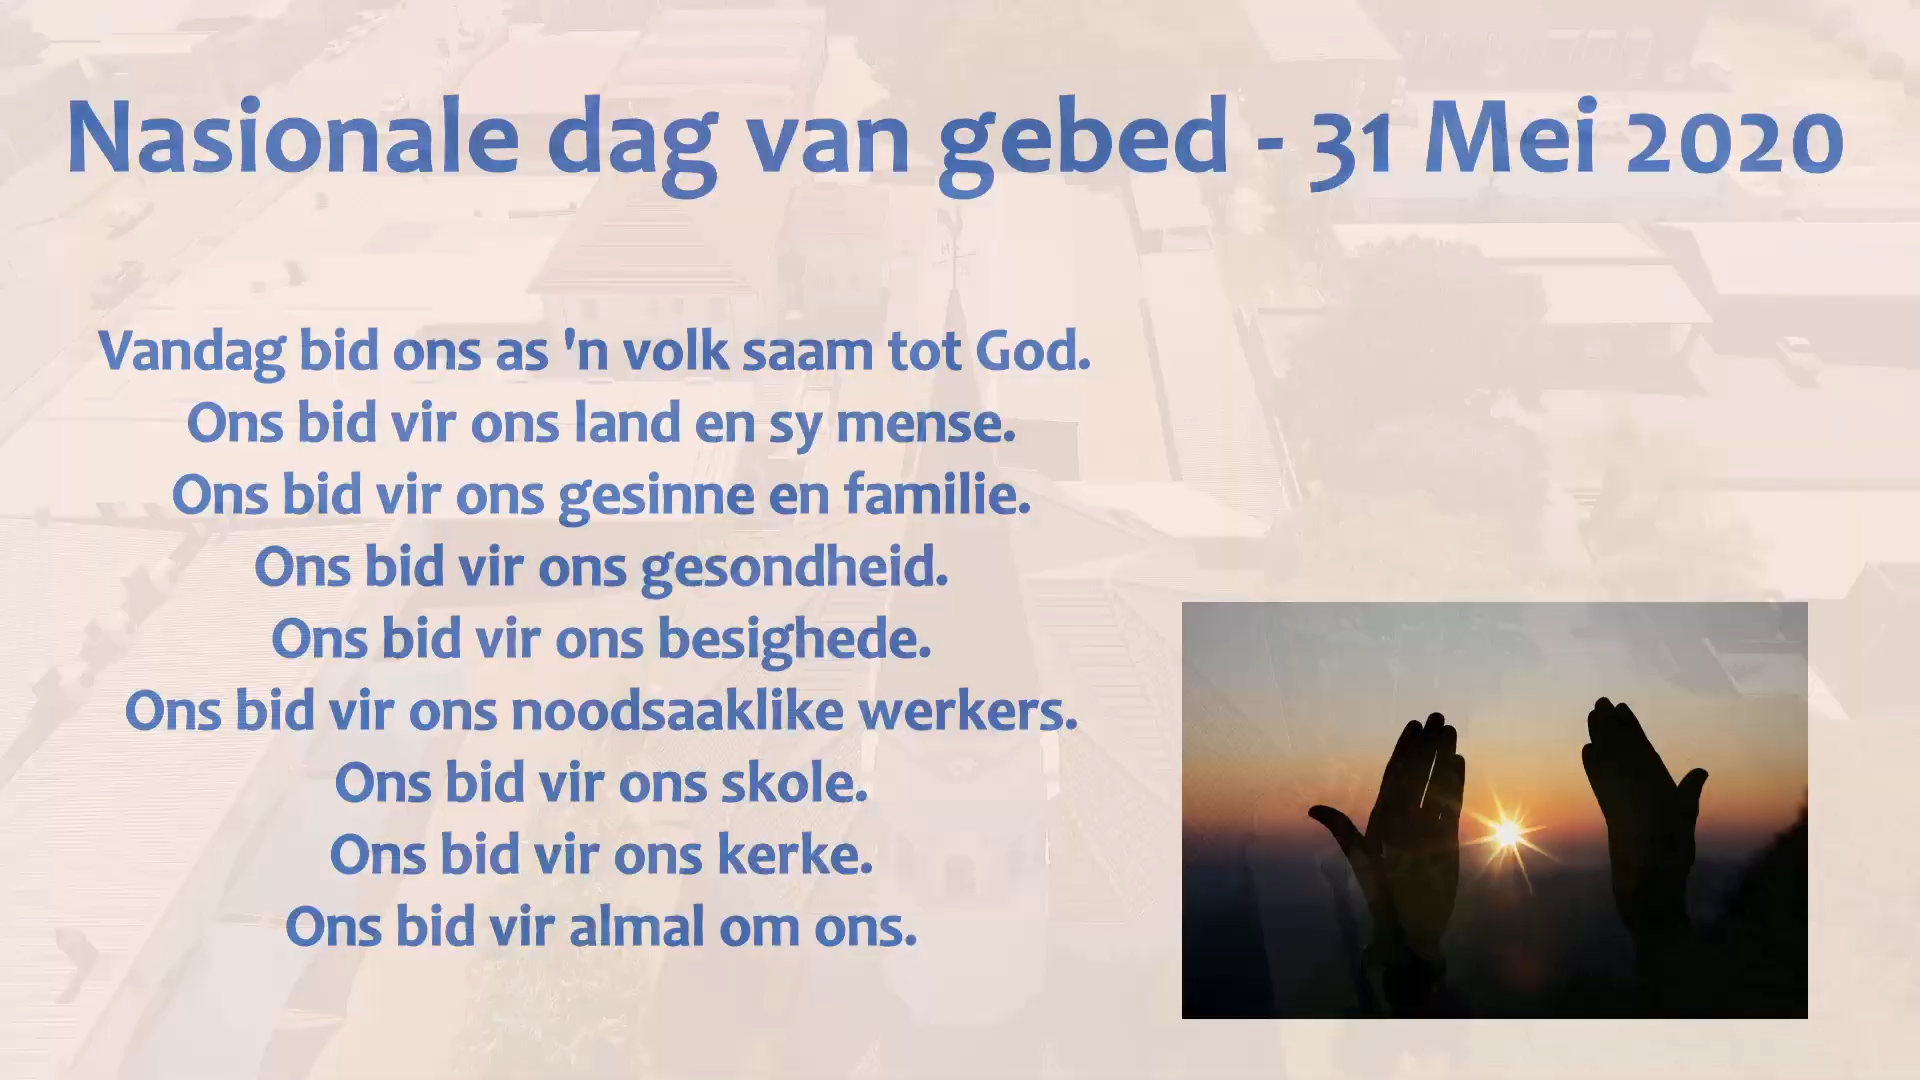 Nasionale dag van gebed - 31 Mei 2020
Vandag bid ons as 'n volk saam tot God.
Ons bid vir ons land en sy mense.
Ons bid vir ons gesinne en familie.
Ons bid vir ons gesondheid.
Ons bid vir ons besighede.
Ons bid vir ons noodsaaklike werkers.
Ons bid vir ons skole.
Ons bid vir ons kerke.
Ons bid vir almal om ons.